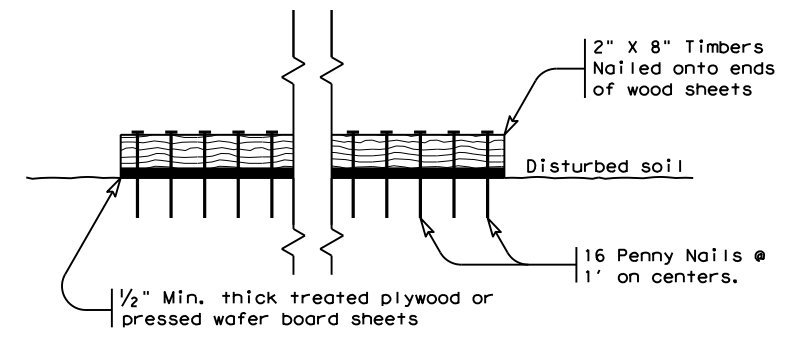 2" X 8" Timbers
Nailed onto ends
of wood sheets
Disturbed soil
16 Penny Nails @
1' on centers.
½" Min. thick treated plywood or
pressed wafer board sheets